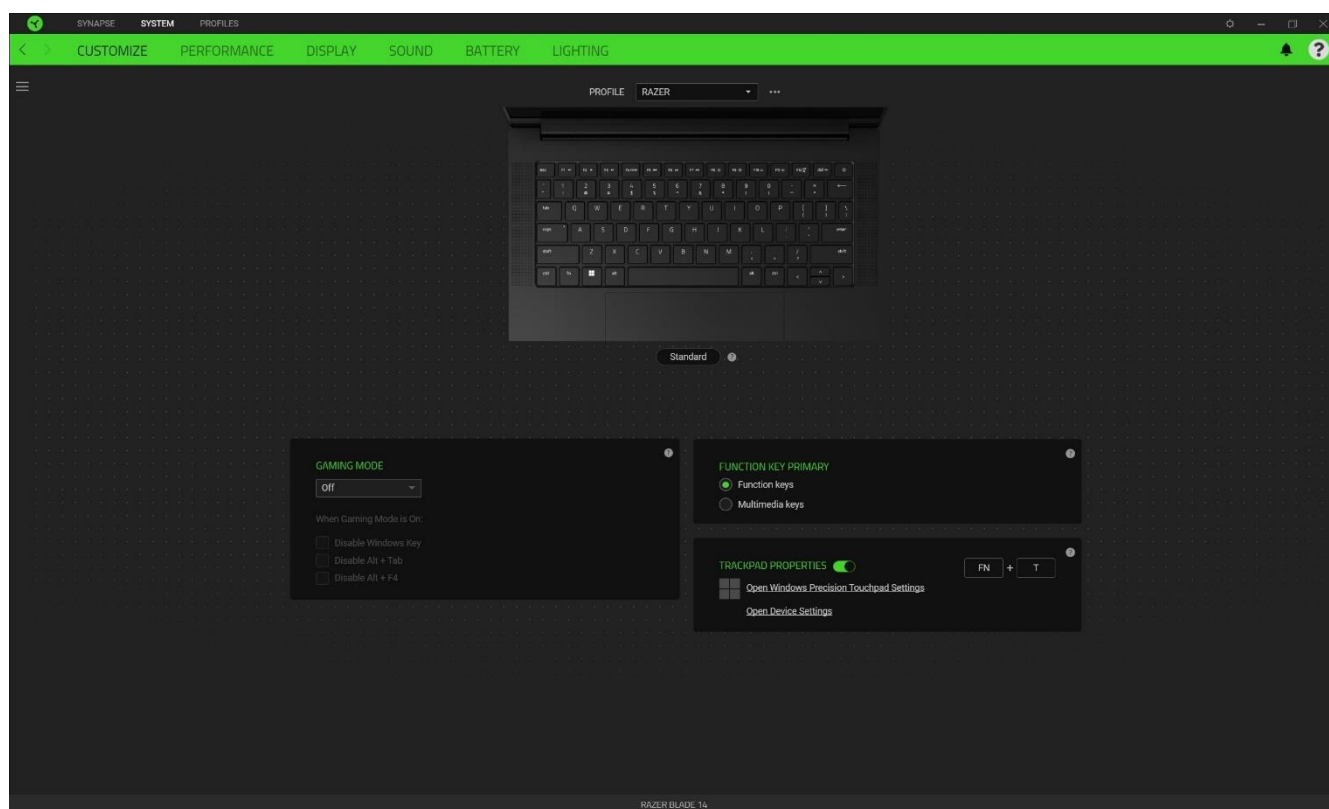 SYNAPSE SYSTEM PROFILES
CUSTOMIZE PERFORMANCE DISPLAY SOUND BATTERY LIGHTING ?
PROFILE RAZER
Q W E R T Y U I O P
A S D F G H J K L
Z X C V B N M
Standard ?
GAMING MODE ?
Off
When Gaming Mode is On:
Disable Windows Key
Disable Alt + Tab
Disable Alt + F4
FUNCTION KEY PRIMARY ?
Function keys
Multimedia keys
TRACKPAD PROPERTIES FN + T ?
Open Windows Precision Touchpad Settings
Open Device Settings
RAZER BLADE 14